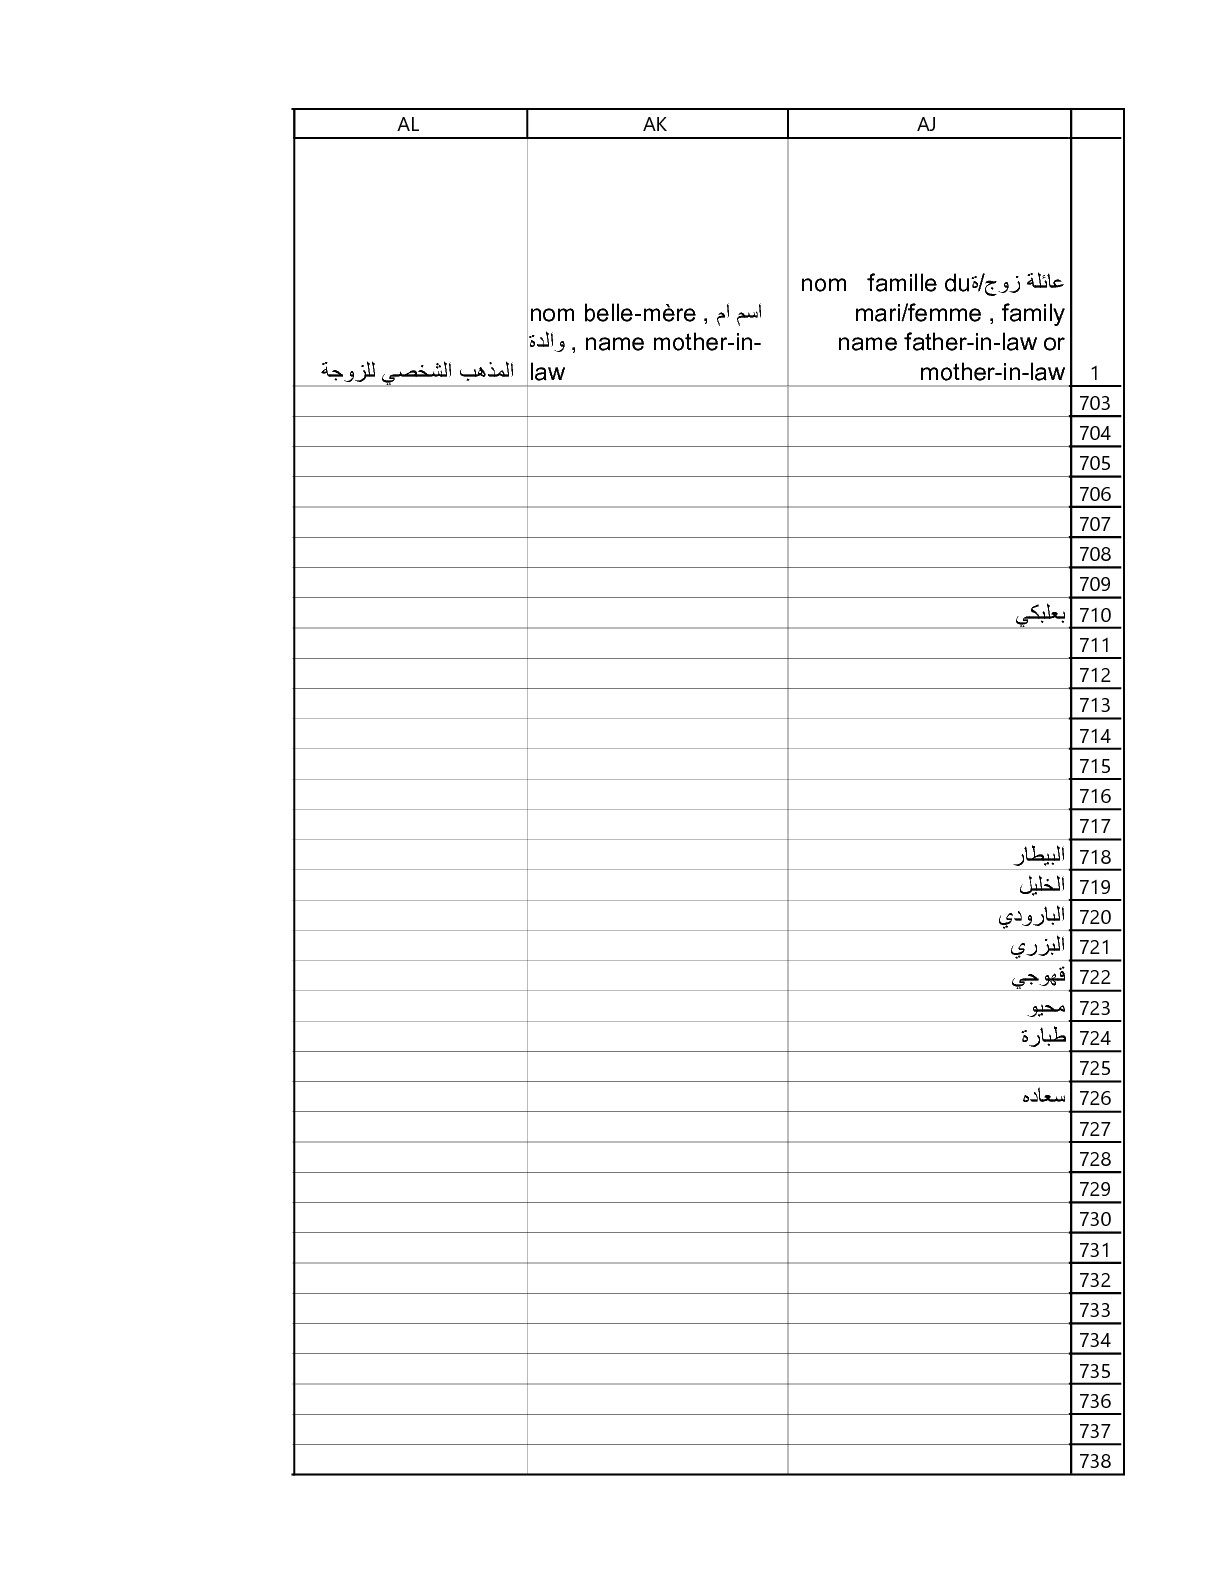 AL AK AJ
nom famille du عائلة زوج/ة
mari/femme , family
name father-in-law or
mother-in-law
nom belle-mère , اسم ام
والدة , name mother-in-
law
المذهب الشخصي للزوجة
1
703
704
705
706
707
708
709
بعلبكي 710
711
712
713
714
715
716
717
البيطار 718
الخليل 719
البارودي 720
البزري 721
قهوجي 722
محيو 723
طبارة 724
725
سعاده 726
727
728
729
730
731
732
733
734
735
736
737
738